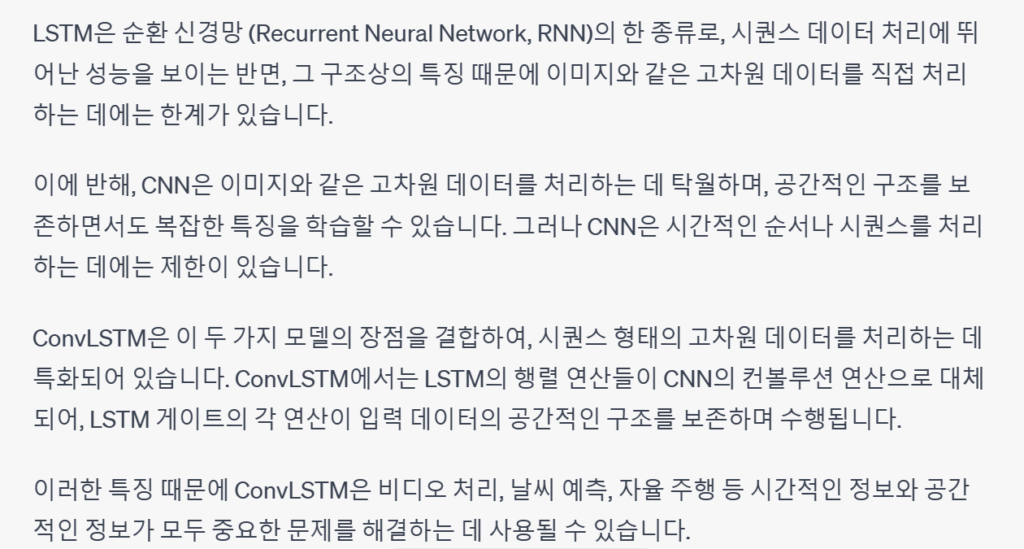 LSTM은 순환 신경망 (Recurrent Neural Network, RNN)의 한 종류로, 시퀀스 데이터 처리에 뛰
어난 성능을 보이는 반면, 그 구조상의 특징 때문에 이미지와 같은 고차원 데이터를 직접 처리
하는 데에는 한계가 있습니다.
이에 반해, CNN은 이미지와 같은 고차원 데이터를 처리하는 데 탁월하며, 공간적인 구조를 보
존하면서도 복잡한 특징을 학습할 수 있습니다. 그러나 CNN은 시간적인 순서나 시퀀스를 처리
하는 데에는 제한이 있습니다.
ConvLSTM은 이 두 가지 모델의 장점을 결합하여, 시퀀스 형태의 고차원 데이터를 처리하는 데
특화되어 있습니다. ConvLSTM에서는 LSTM의 행렬 연산들이 CNN의 컨볼루션 연산으로 대체
되어, LSTM 게이트의 각 연산이 입력 데이터의 공간적인 구조를 보존하며 수행됩니다.
이러한 특징 때문에 ConvLSTM은 비디오 처리, 날씨 예측, 자율 주행 등 시간적인 정보와 공간
적인 정보가 모두 중요한 문제를 해결하는 데 사용될 수 있습니다.